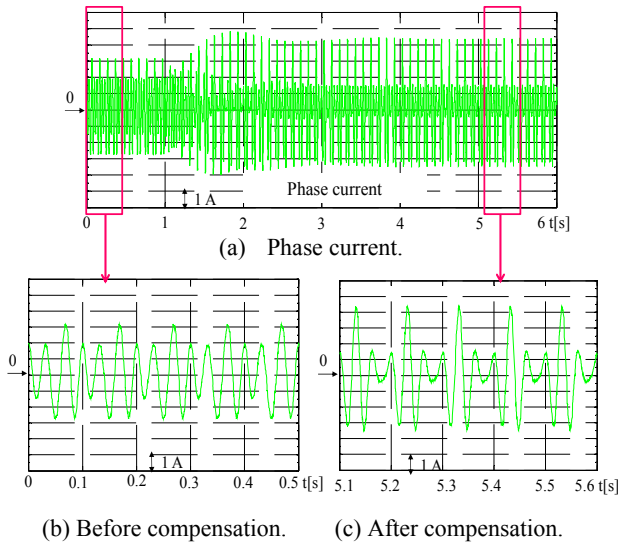 0
Phase current
1 A
0 1 2 3 4 5 6 t[s]
(a) Phase current.
0
0
1 A
1 A
0 0.1 0.2 0.3 0.4 0.5 t[s]
5.1 5.2 5.3 5.4 5.5 5.6 t[s]
(b) Before compensation.
(c) After compensation.